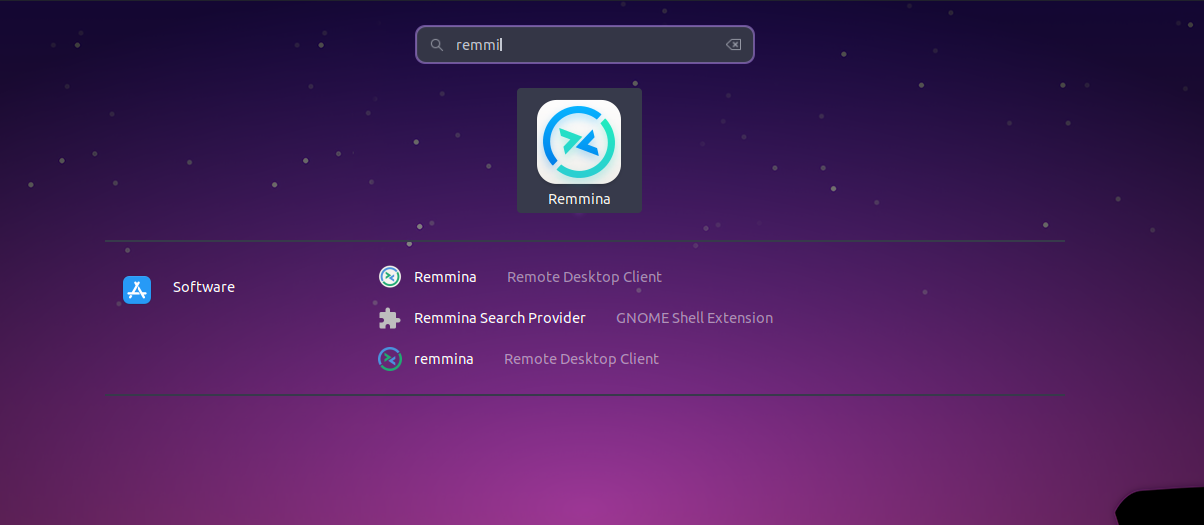 remmi
Remmina
Software
Remmina Remote Desktop Client
Remmina Search Provider GNOME Shell Extension
remmina Remote Desktop Client